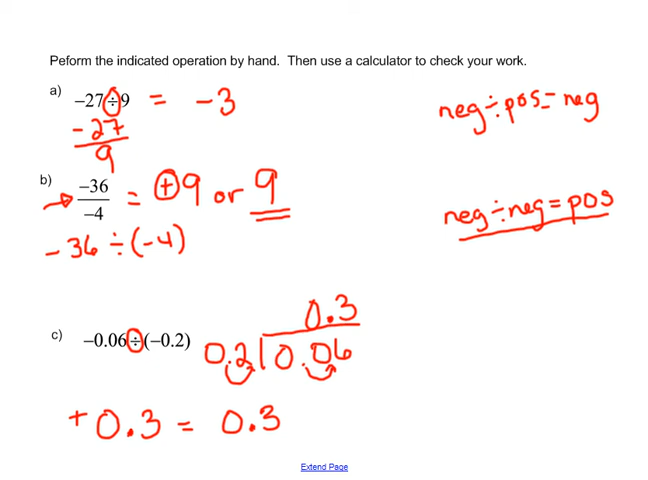 Peform the indicated operation by hand.  Then use a calculator to check your work.
a) −27÷9 = −3
−27
9
neg÷pos=neg
b) −36
−4
= +9 or 9
−36 ÷(−4)
neg÷neg=pos
c) −0.06÷(−0.2)
0.3
0.2 0.06
+0.3 = 0.3
Extend Page